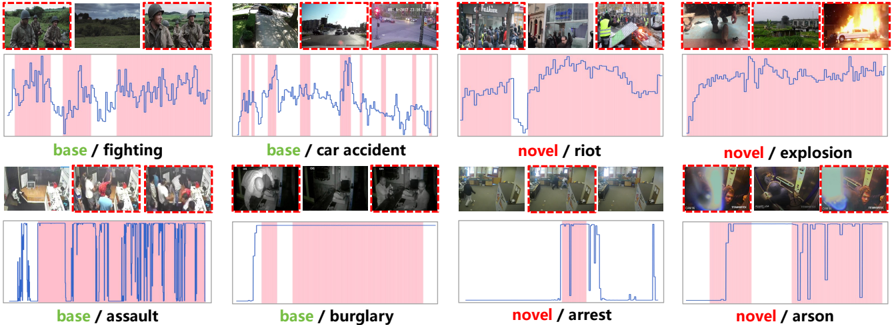 base / fighting
base / car accident
novel / riot
novel / explosion
base / assault
base / burglary
novel / arrest
novel / arson